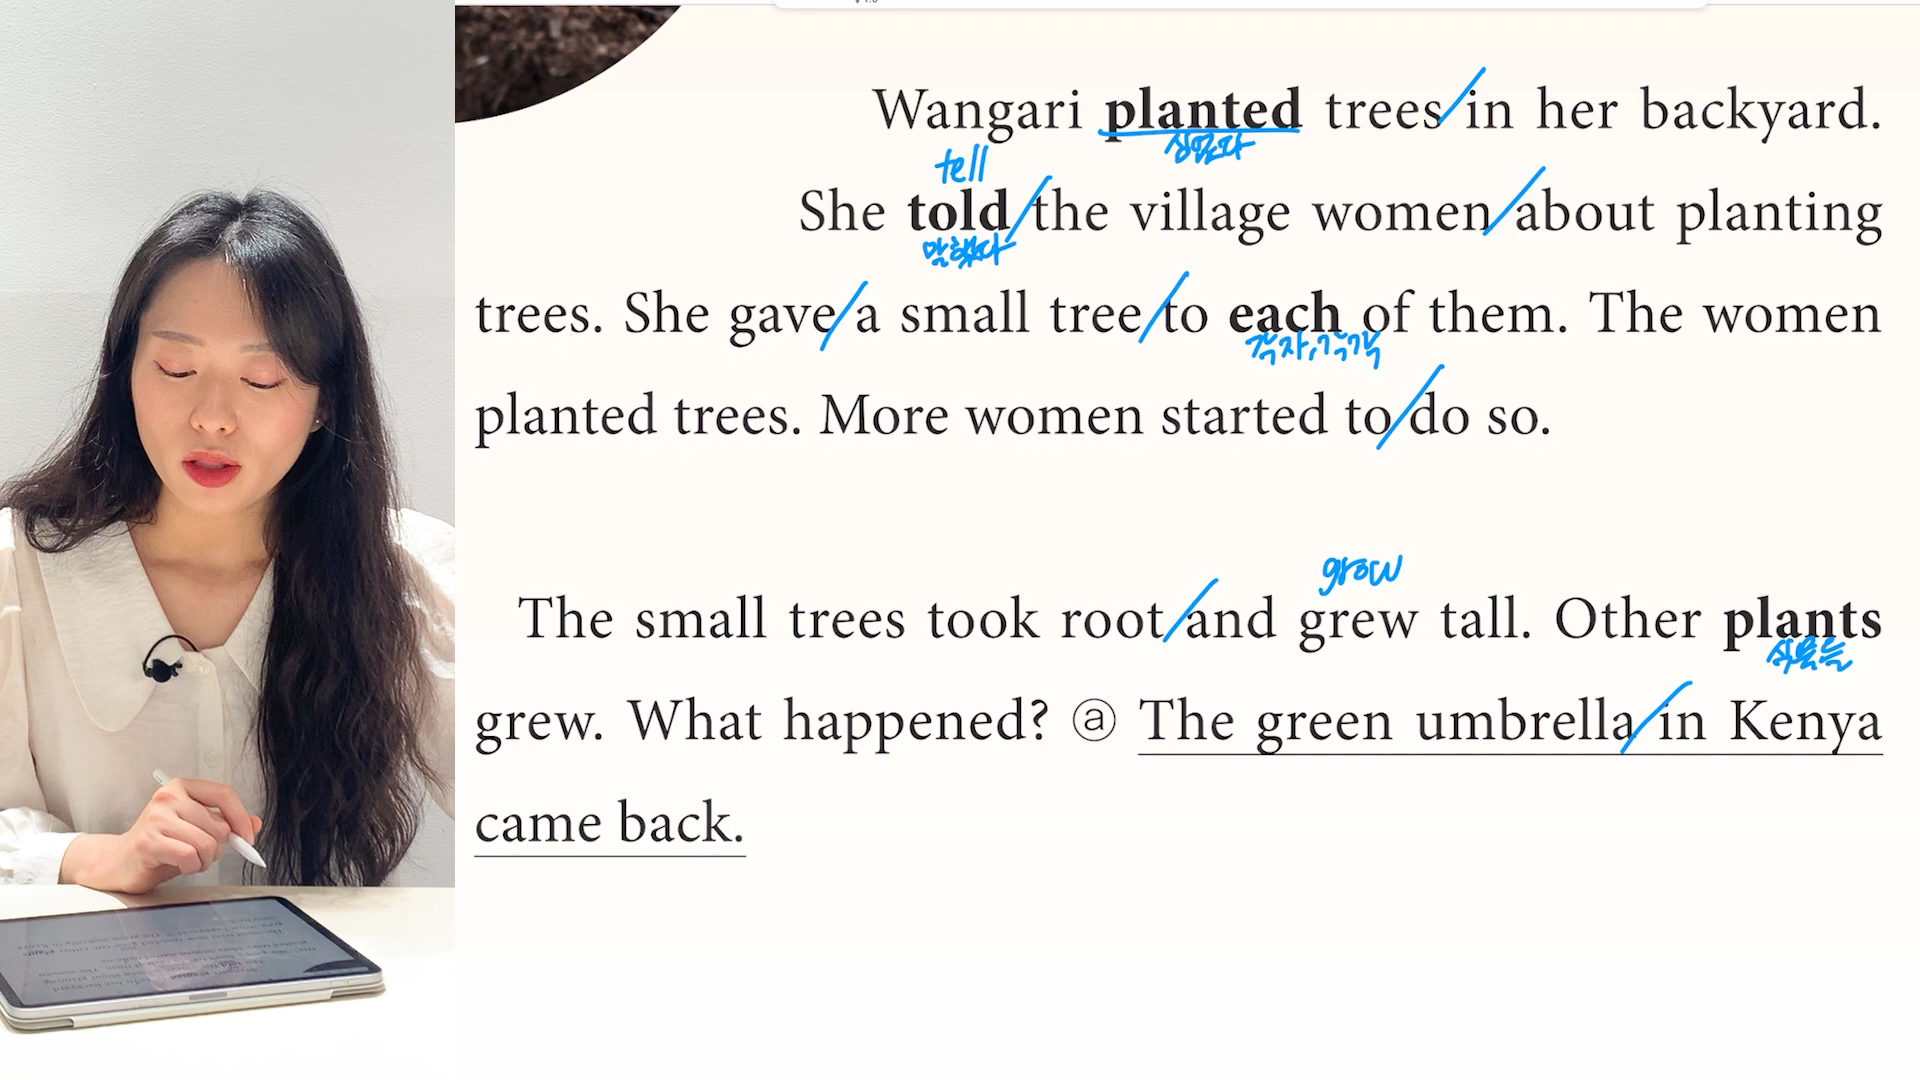 Wangari planted trees in her backyard.
심었다
tell
She told the village women about planting
말했다
trees. She gave a small tree to each of them. The women
각자, 각각
planted trees. More women started to do so.
grow
The small trees took root and grew tall. Other plants
식물들
grew. What happened? ⓐ The green umbrella in Kenya
came back.